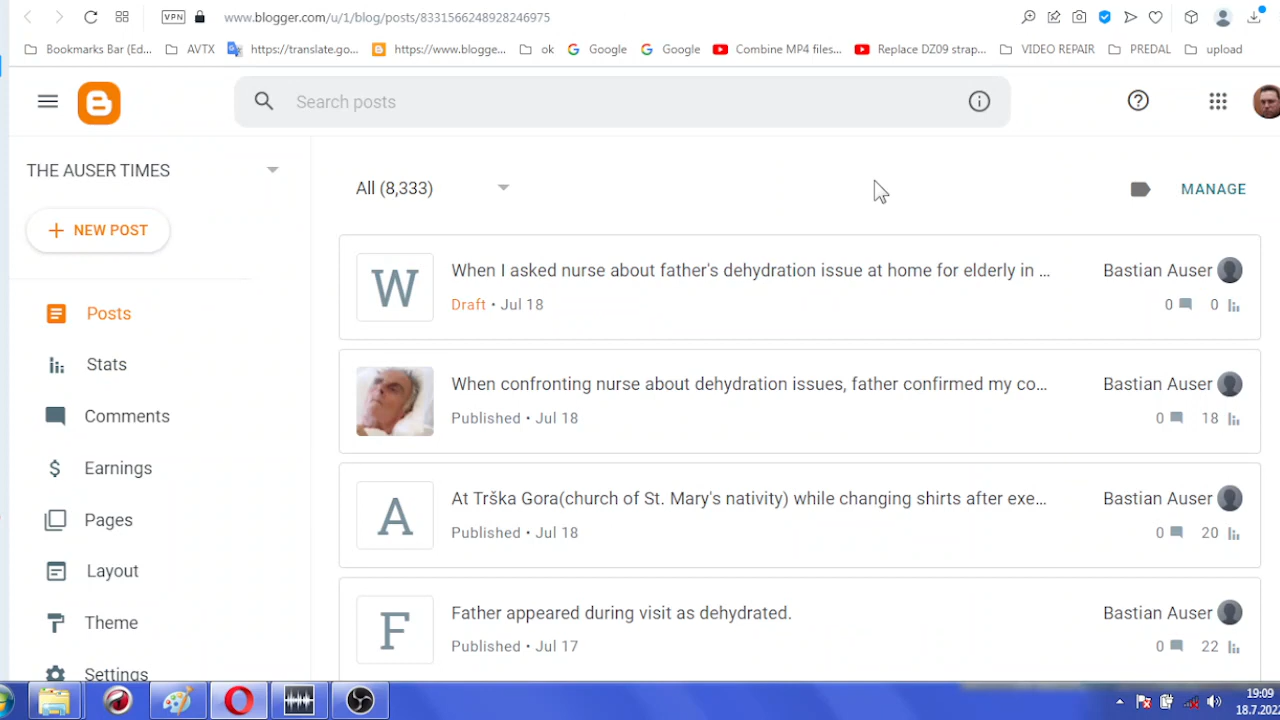 VPN
www.blogger.com/u/1/blog/posts/8331566248928246975
Bookmarks Bar (Ed...
AVTX
https://translate.go...
https://www.blogge...
ok
Google
Google
Combine MP4 files...
Replace DZ09 strap...
VIDEO REPAIR
PREDAL
upload
Search posts
THE AUSER TIMES
All (8,333)
MANAGE
+ NEW POST
Posts
Stats
Comments
Earnings
Pages
Layout
Theme
Settings
W
When I asked nurse about father's dehydration issue at home for elderly in ...
Bastian Auser
Draft • Jul 18
0
0
When confronting nurse about dehydration issues, father confirmed my co...
Bastian Auser
Published • Jul 18
0
18
A
At Trška Gora(church of St. Mary's nativity) while changing shirts after exe...
Bastian Auser
Published • Jul 18
0
20
F
Father appeared during visit as dehydrated.
Bastian Auser
Published • Jul 17
0
22
19:09
18.7.2022